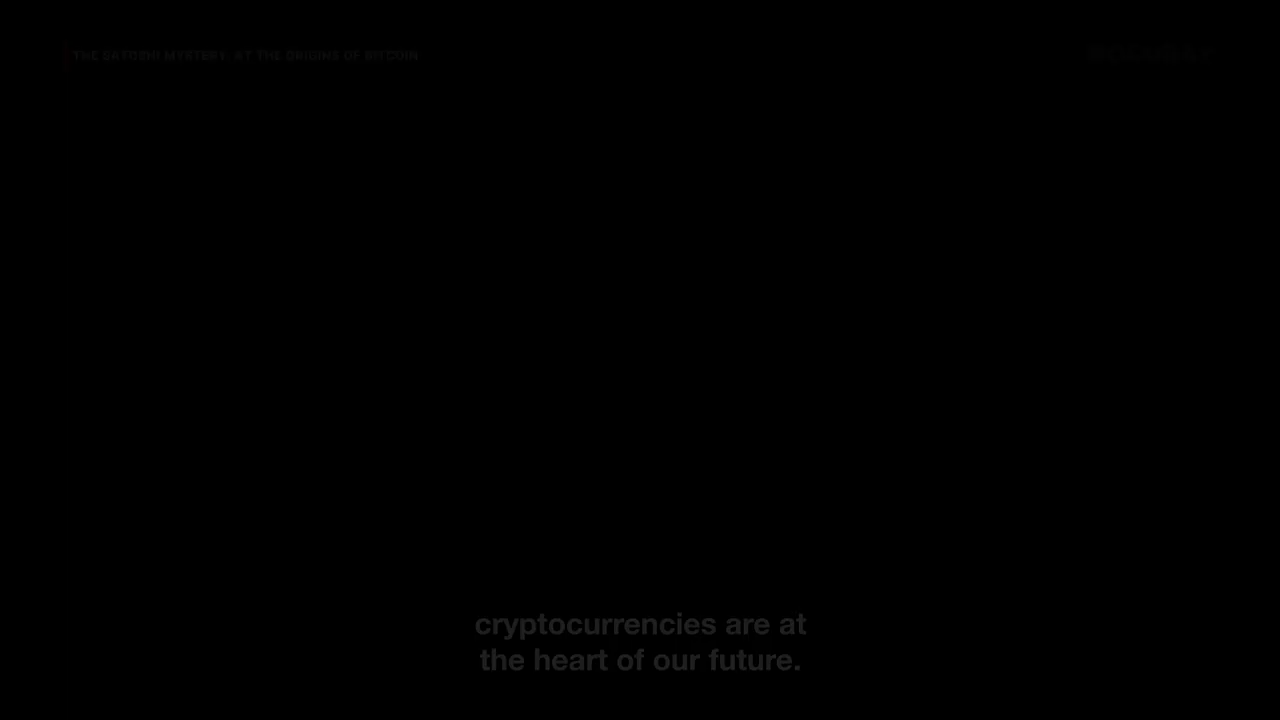 THE SATOSHI MYSTERY: AT THE ORIGINS OF BITCOIN
cryptocurrencies are at
the heart of our future.